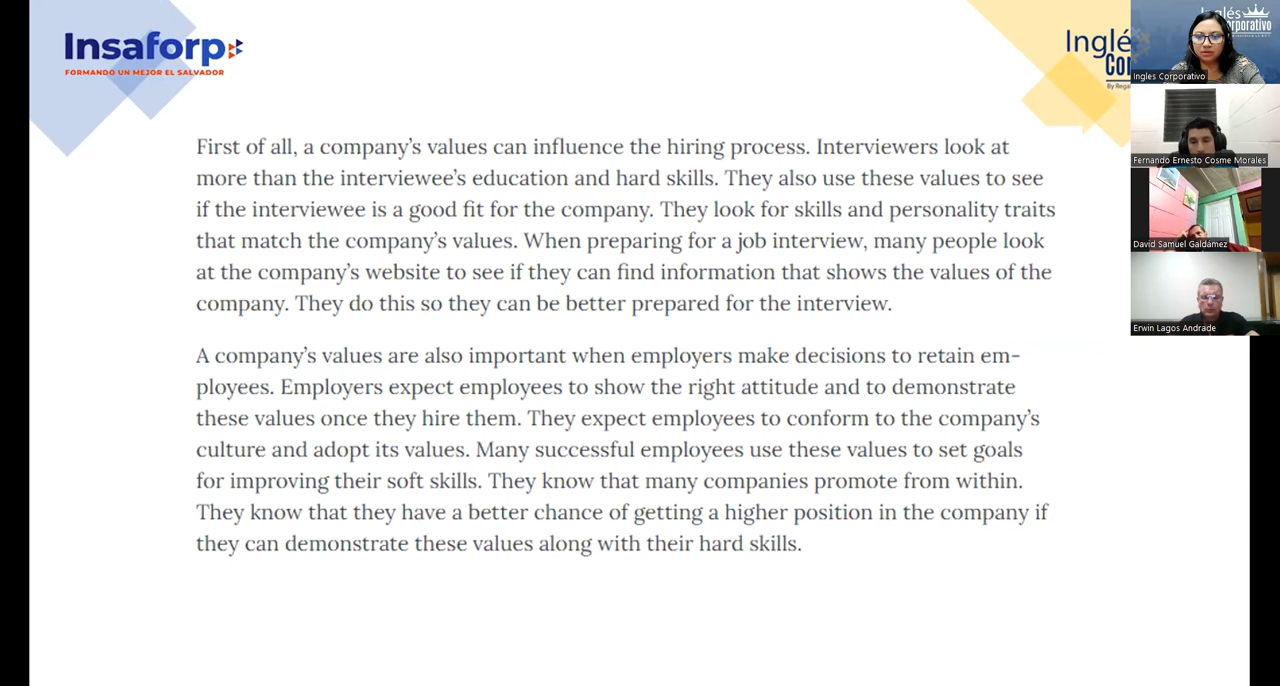 Insaforp
FORMANDO UN MEJOR EL SALVADOR
First of all, a company's values can influence the hiring process. Interviewers look at
more than the interviewee's education and hard skills. They also use these values to see
if the interviewee is a good fit for the company. They look for skills and personality traits
that match the company's values. When preparing for a job interview, many people look
at the company's website to see if they can find information that shows the values of the
company. They do this so they can be better prepared for the interview.
A company's values are also important when employers make decisions to retain em-
ployees. Employers expect employees to show the right attitude and to demonstrate
these values once they hire them. They expect employees to conform to the company's
culture and adopt its values. Many successful employees use these values to set goals
for improving their soft skills. They know that many companies promote from within.
They know that they have a better chance of getting a higher position in the company if
they can demonstrate these values along with their hard skills.
Ingles Corporativo
Fernando Ernesto Cosme Morales
David Samuel Galdámez
Erwin Lagos Andrade